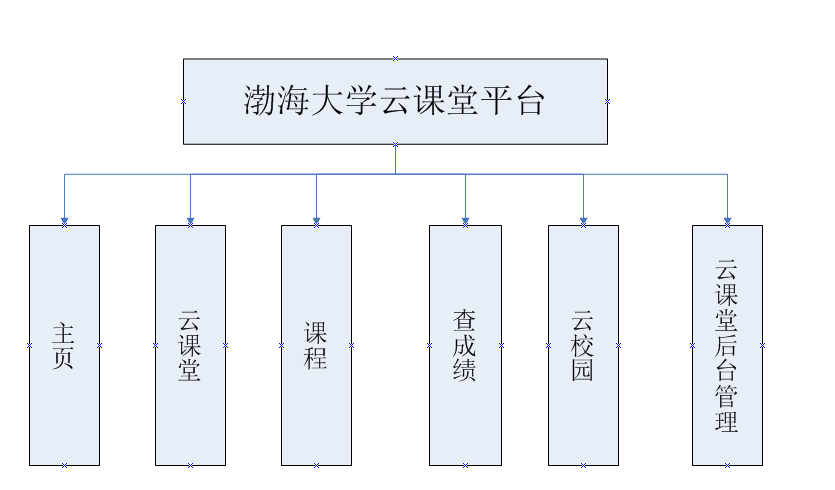 渤海大学云课堂平台
主页
云课堂
课程
查成绩
云校园
云课堂后台管理